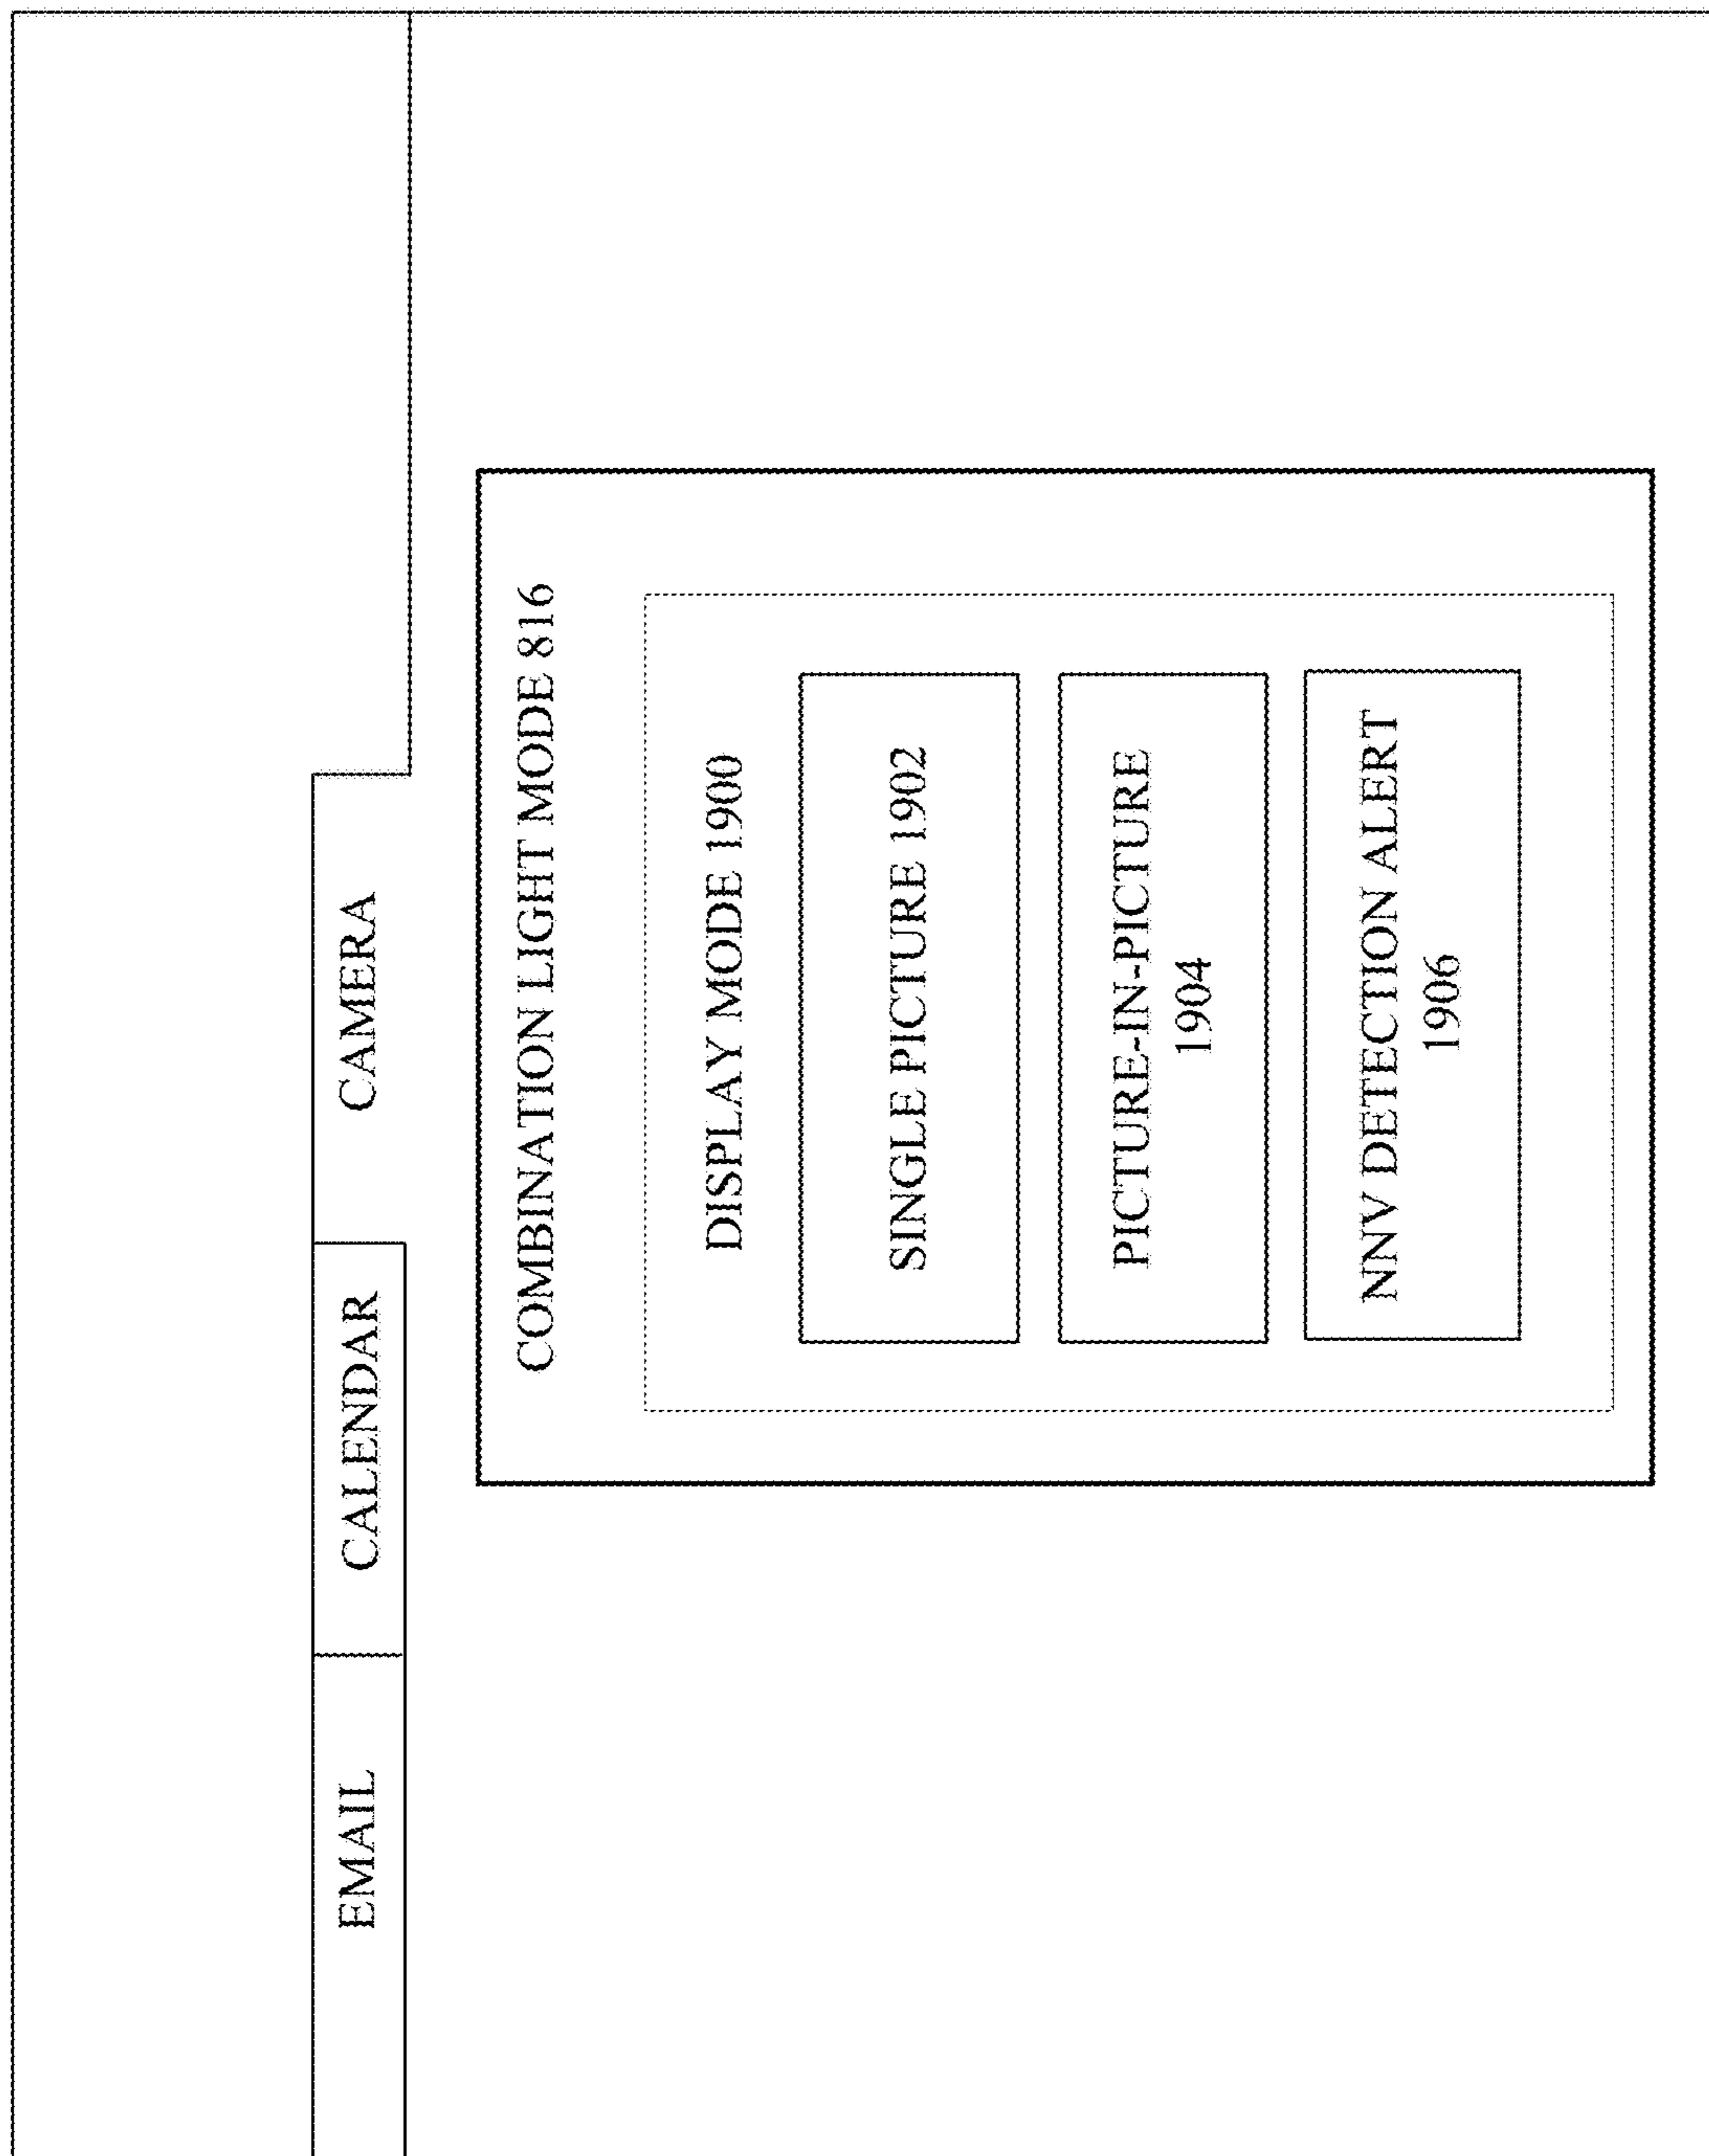 EMAIL
CALENDAR
CAMERA
COMBINATION LIGHT MODE 816
DISPLAY MODE 1900
SINGLE PICTURE 1902
PICTURE-IN-PICTURE
1904
NNV DETECTION ALERT
1906